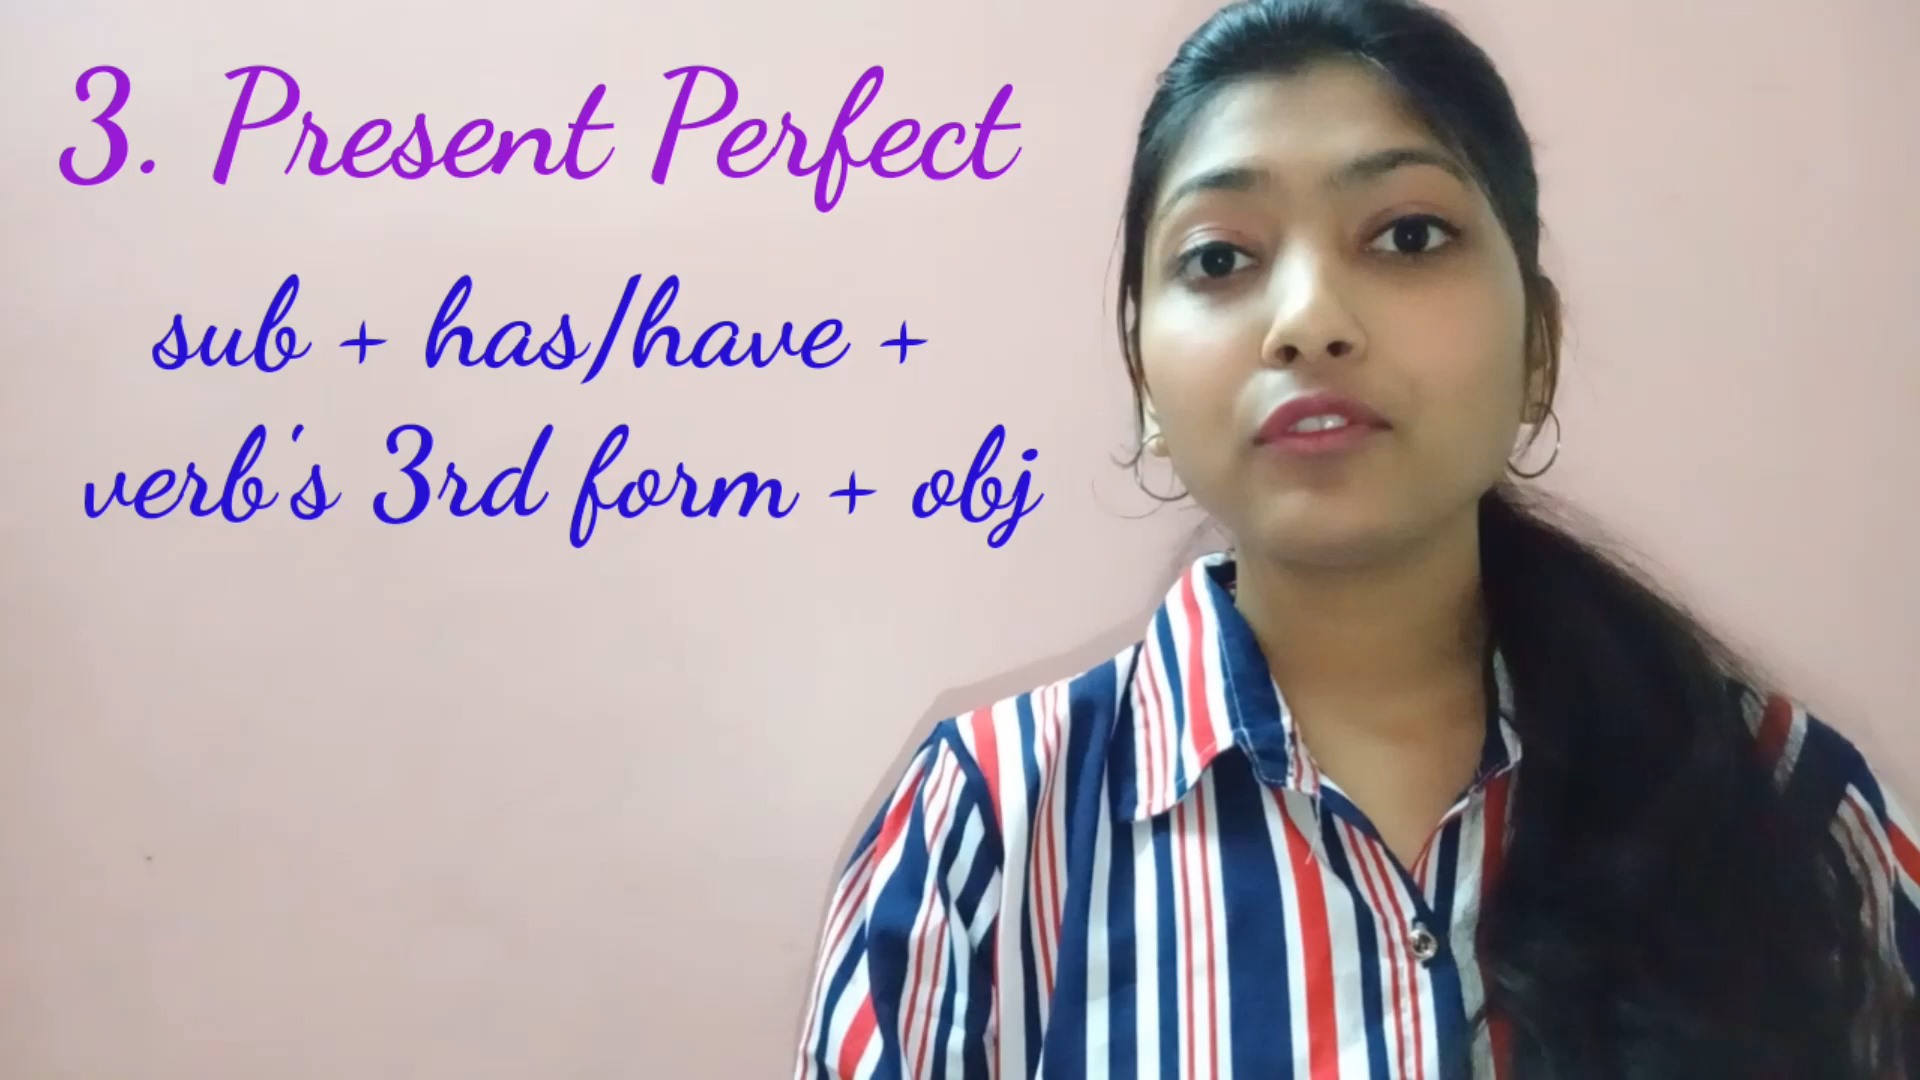 3. Present Perfect
sub + has/have +
verb's 3rd form + obj